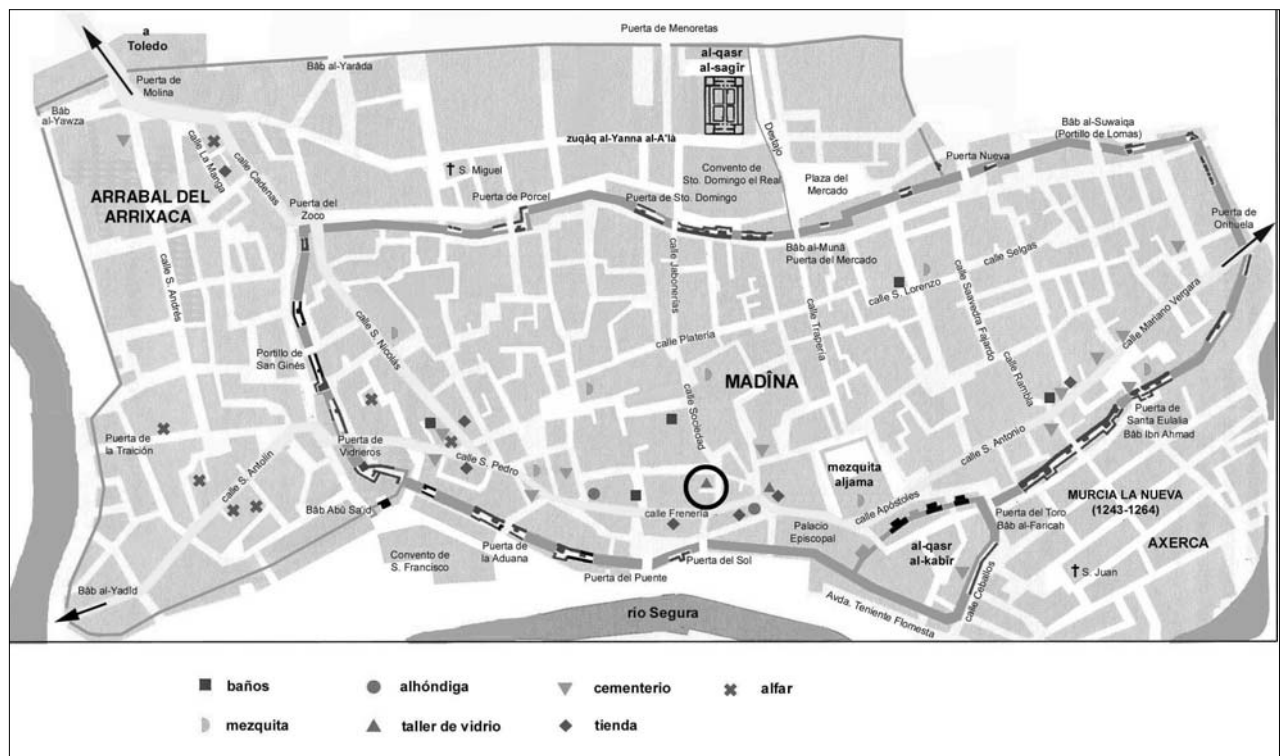 a
Toledo
Puerta de Menoretas
al-qasr
al-sagîr
Bâb al-Yarâda
Puerta de
Molina
Bâb
al-Yawza
Bâb al-Suwaiqa
(Portillo de Lomas)
zuqâq al-Yanna al-A'là
Destajo
calle La Manga
calle Cadenas
S. Miguel
Convento de
Sto. Domingo el Real
Plaza del
Mercado
Puerta Nueva
ARRABAL DEL
ARRIXACA
Puerta del
Zoco
Puerta de Porcel
Puerta de Sto. Domingo
Puerta de
Orihuela
Bâb al-Munâ
Puerta del Mercado
calle S. Andrés
calle Jabonerías
calle Selgas
calle S. Lorenzo
calle Saavedra Fajardo
calle Mariano Vergara
calle S. Nicolás
calle Platería
calle Trapería
Portillo de
San Ginés
MADÎNA
calle Rambla
calle Sociedad
Puerta de
Santa Eulalia
Bâb Ibn Ahmad
Puerta de
la Traición
Puerta de
Vidrieros
calle S. Pedro
calle S. Antonio
calle S. Antolín
mezquita
aljama
MURCIA LA NUEVA
(1243-1264)
Bâb Abû Saùd
calle Frenería
calle Apóstoles
Puerta del Toro
Bâb al-Faricah
Palacio
Episcopal
al-qasr
al-kabîr
AXERCA
Convento de
S. Francisco
Puerta de
la Aduana
Puerta del Puente
Puerta del Sol
S. Juan
Bâb al-Yadîd
calle Ceballos
río Segura
Avda. Teniente Flomesta
baños
alhóndiga
cementerio
alfar
mezquita
taller de vidrio
tienda